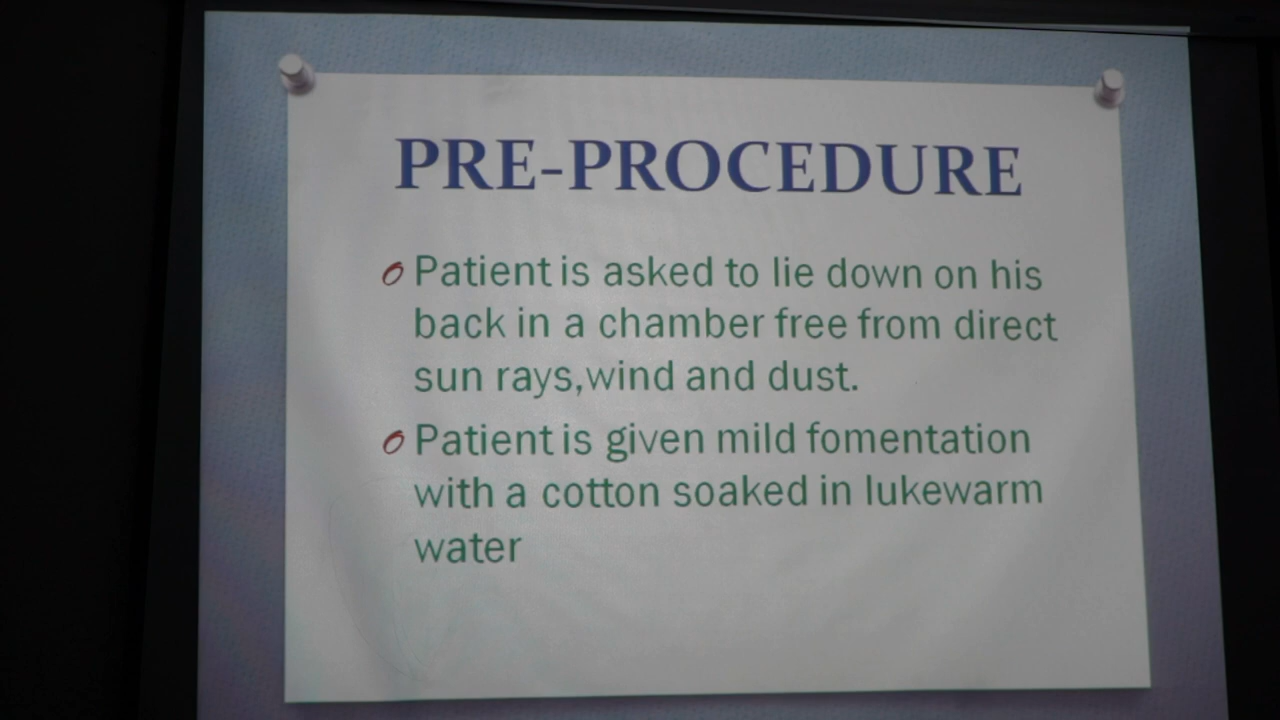 PRE-PROCEDURE
Patient is asked to lie down on his
back in a chamber free from direct
sun rays,wind and dust.
Patient is given mild fomentation
with a cotton soaked in lukewarm
water